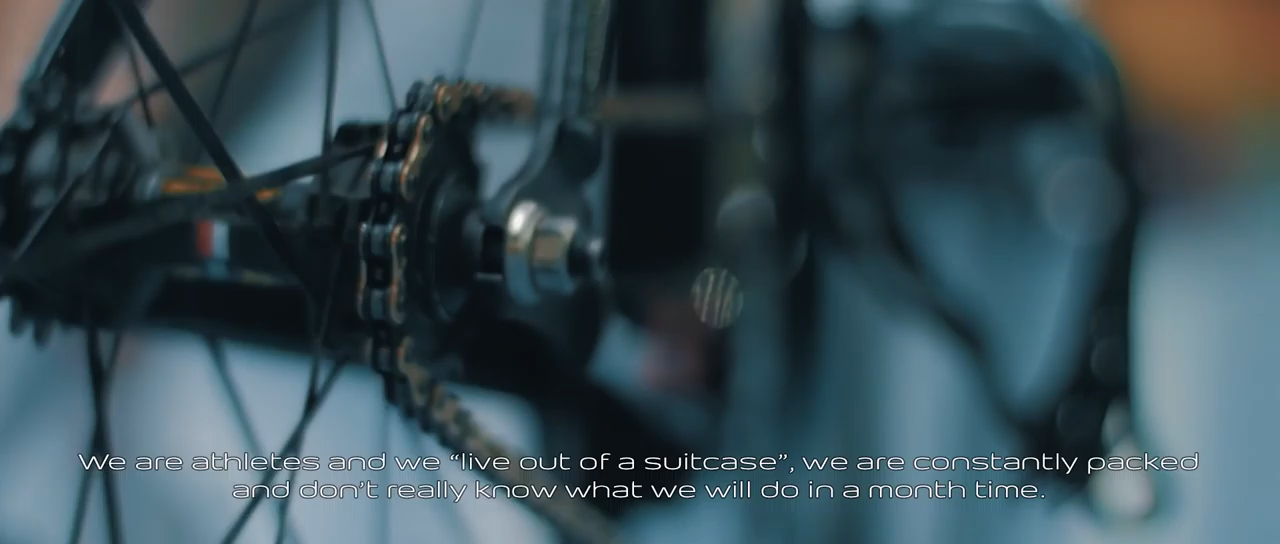 We are athletes and we “live out of a suitcase”, we are constantly packed
and don’t really know what we will do in a month time.